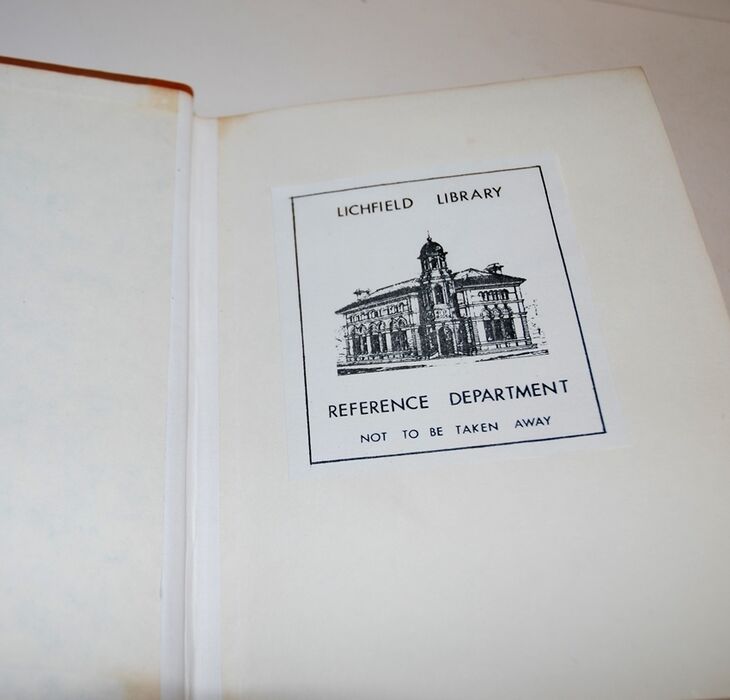 LICHFIELD LIBRARY
REFERENCE DEPARTMENT
NOT TO BE TAKEN AWAY